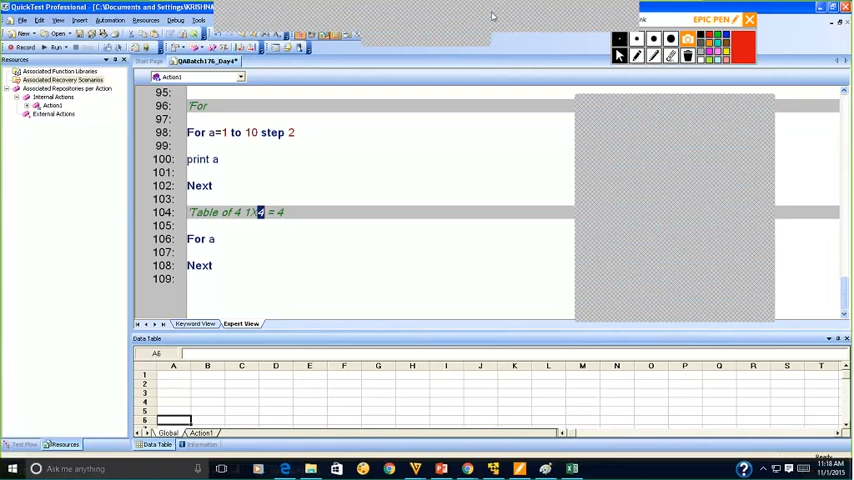 QuickTest Professional - [C:\Documents and Settings\KRISHNA
nk
EPIC PEN
File Edit View Insert Automation Resources Debug
New Open
Record Run
Resources
Associated Function Libraries
Associated Recovery Scenarios
Associated Repositories per Action
Internal Actions
Action1
External Actions
Start Page QABatch176_Day4*
Action1
95:
96: 'For
97:
98: For a=1 to 10 step 2
99:
100: print a
101:
102: Next
103:
104: 'Table of 4 1X4 = 4
105:
106: For a
107:
108: Next
109:
Keyword View Expert View
Data Table
A6
A B C D E F G H I J K L M N O P Q R S T
1
2
3
4
5
6
Global Action1
Test Flow Resources
Data Table Information
Ready
Ask me anything
11:18 AM
11/1/2015